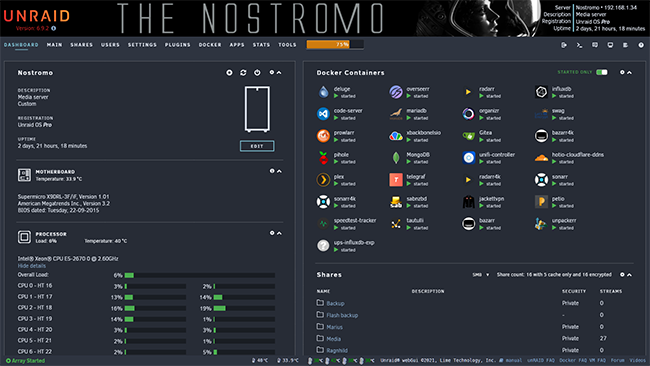 UNRAID
Version: 6.9.2
THE NOSTROMO
Server Nostromo • 192.168.1.34
Description Media server
Registration Unraid OS Pro
Uptime 2 days, 21 hours, 18 minutes
DASHBOARD MAIN SHARES USERS SETTINGS PLUGINS DOCKER APPS STATS TOOLS 75%
Nostromo
DESCRIPTION
Media server
Custom
REGISTRATION
Unraid OS Pro
UPTIME
2 days, 21 hours, 18 minutes
EDIT
MOTHERBOARD
Temperature: 33.9 °C
Supermicro X9DRL-3F/iF, Version 1.01
American Megatrends Inc., Version 3.2
BIOS dated: Tuesday, 22-09-2015
PROCESSOR
Load: 6% Temperature: 40 °C
Intel® Xeon® CPU E5-2670 0 @ 2.60GHz
Hide details
Overall Load: 6%
CPU 0 - HT 16 3% 2%
CPU 1 - HT 17 13% 14%
CPU 2 - HT 18 16% 19%
CPU 3 - HT 19 14% 1%
CPU 4 - HT 20 3% 3%
CPU 5 - HT 21 2% 1%
CPU 6 - HT 22 2% 5%
Docker Containers
STARTED ONLY
deluge overseerr radarr influxdb
started started started started
code-server mariadb organizr swag
started started started started
prowlarr xbackbonelsio Gitea bazarr4k
started started started started
pihole MongoDB unifi-controller hotio-cloudflare-ddns
started started started started
plex telegraf radarr4k sonarr
started started started started
sonarr4k sabnzbd jackettvpn petio
started started started started
speedtest-tracker tautulli bazarr unpackerr
started started started started
ups-influxdb-exp
started
Shares
SMB Share count: 16 with 5 cache only and 16 encrypted
NAME DESCRIPTION SECURITY STREAMS
Backup Private 0
Flash backup - 0
Marius Private 0
Media Private 27
Ragnhild Private 0
Array Started
40°C 33.9°C
Unraid® webGui ©2021, Lime Technology, Inc. manual unRAID FAQ Docker FAQ VM FAQ Forum Videos